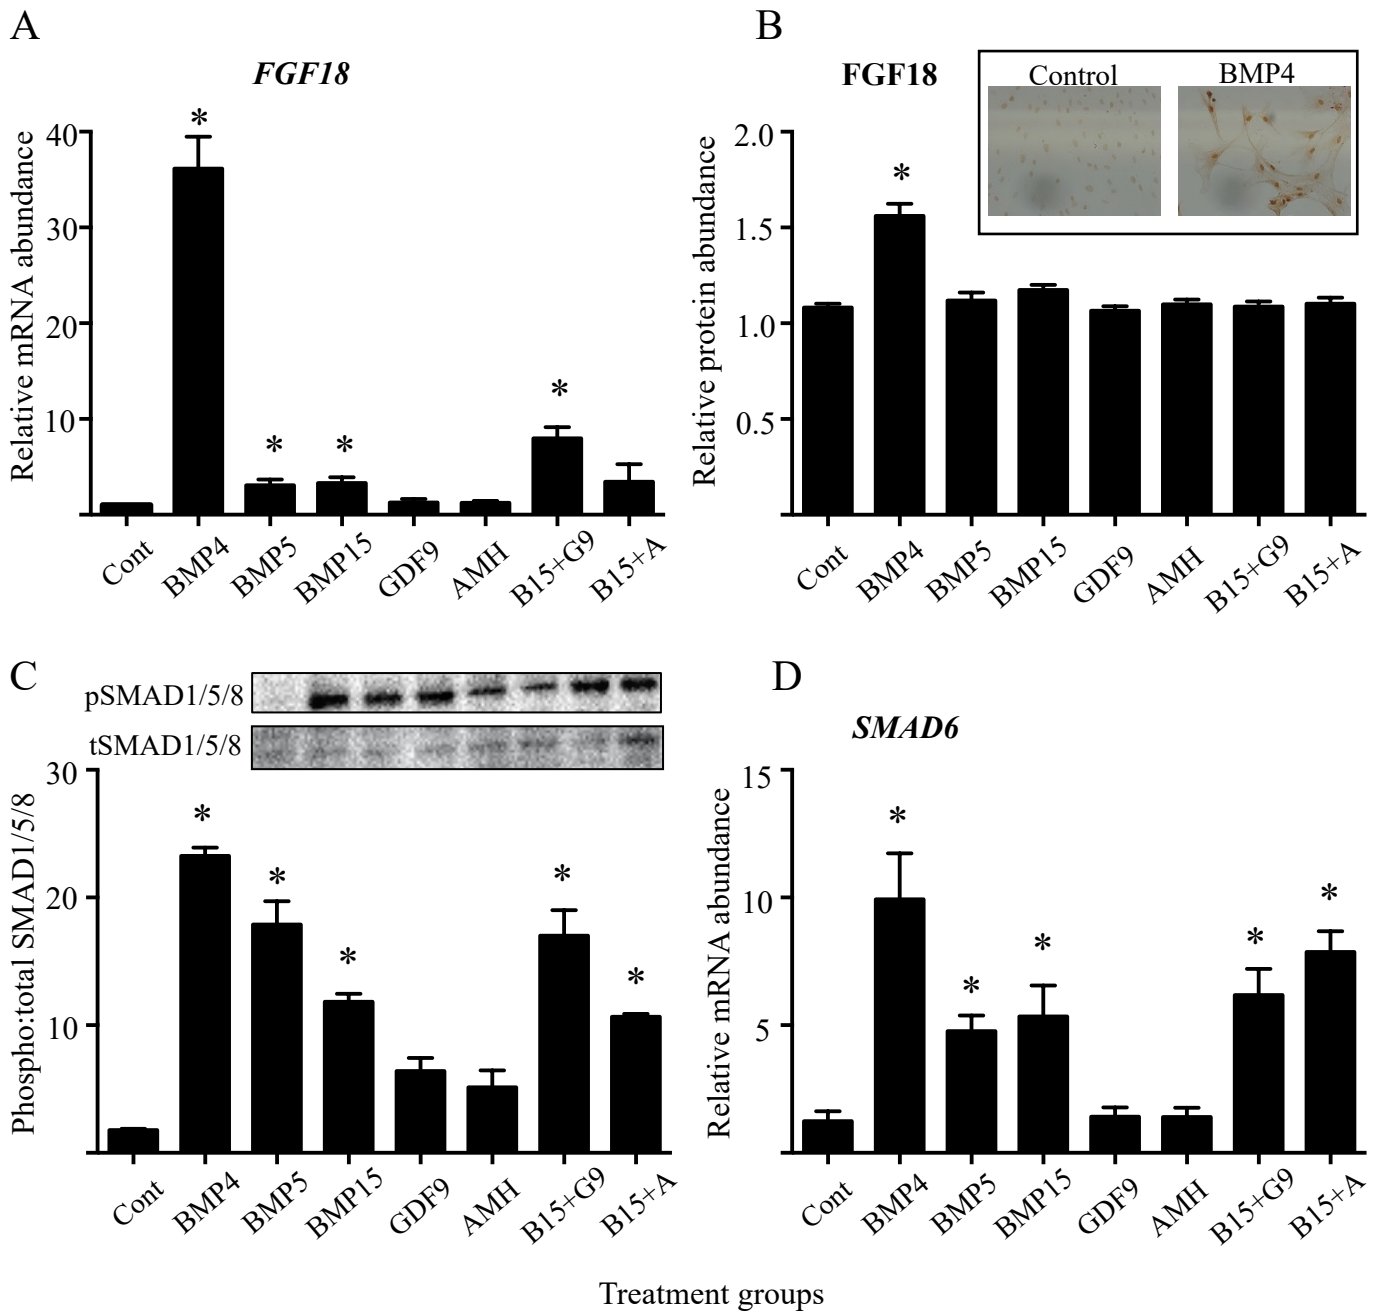 A
FGF18
Relative mRNA abundance
40
30
20
10
*
*
*
*
Cont
BMP4
BMP5
BMP15
GDF9
AMH
B15+G9
B15+A
B
FGF18
Control
BMP4
Relative protein abundance
2.0
1.5
1.0
0.5
*
Cont
BMP4
BMP5
BMP15
GDF9
AMH
B15+G9
B15+A
C
pSMAD1/5/8
tSMAD1/5/8
Phospho:total SMAD1/5/8
30
20
10
*
*
*
*
*
Cont
BMP4
BMP5
BMP15
GDF9
AMH
B15+G9
B15+A
D
SMAD6
Relative mRNA abundance
15
10
5
*
*
*
*
*
Cont
BMP4
BMP5
BMP15
GDF9
AMH
B15+G9
B15+A
Treatment groups